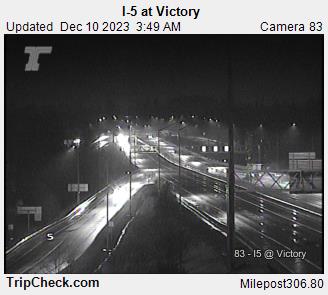 I-5 at Victory
Updated Dec 10 2023 3:49 AM Camera 83
T
S
83 - I5 @ Victory
TripCheck.com Milepost306.80